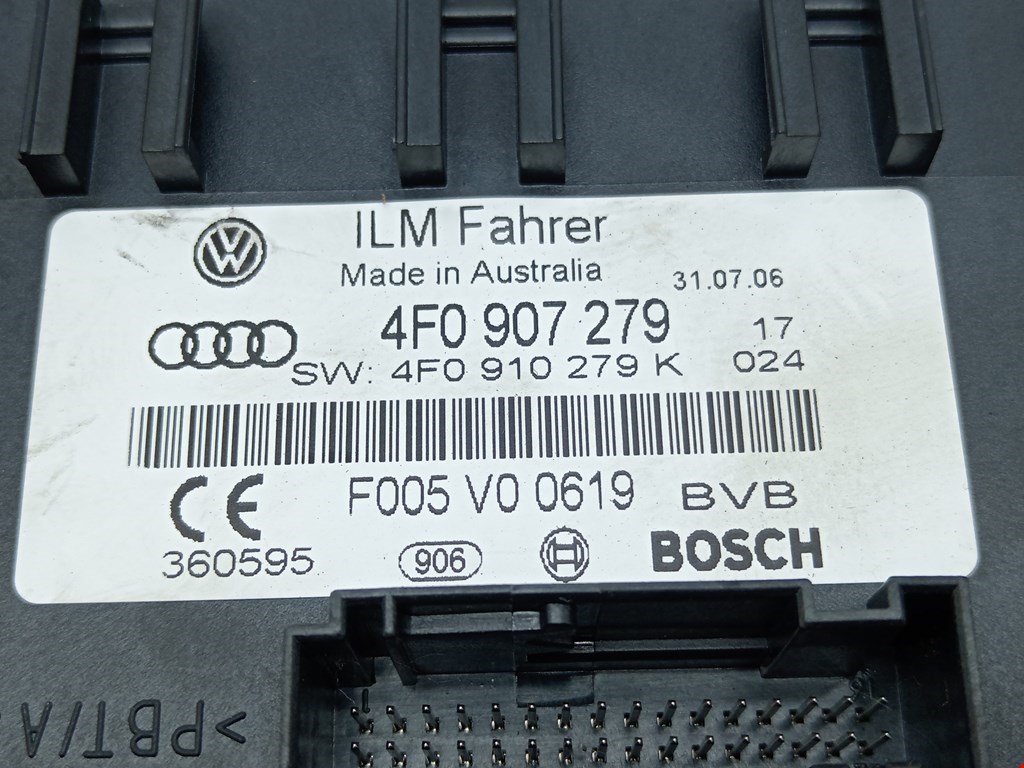 ILM Fahrer
Made in Australia
31.07.06
4F0 907 279
17
SW: 4F0 910 279 K
024
F005 V0 0619
BVB
CE
360595
906
BOSCH
>PBT/A